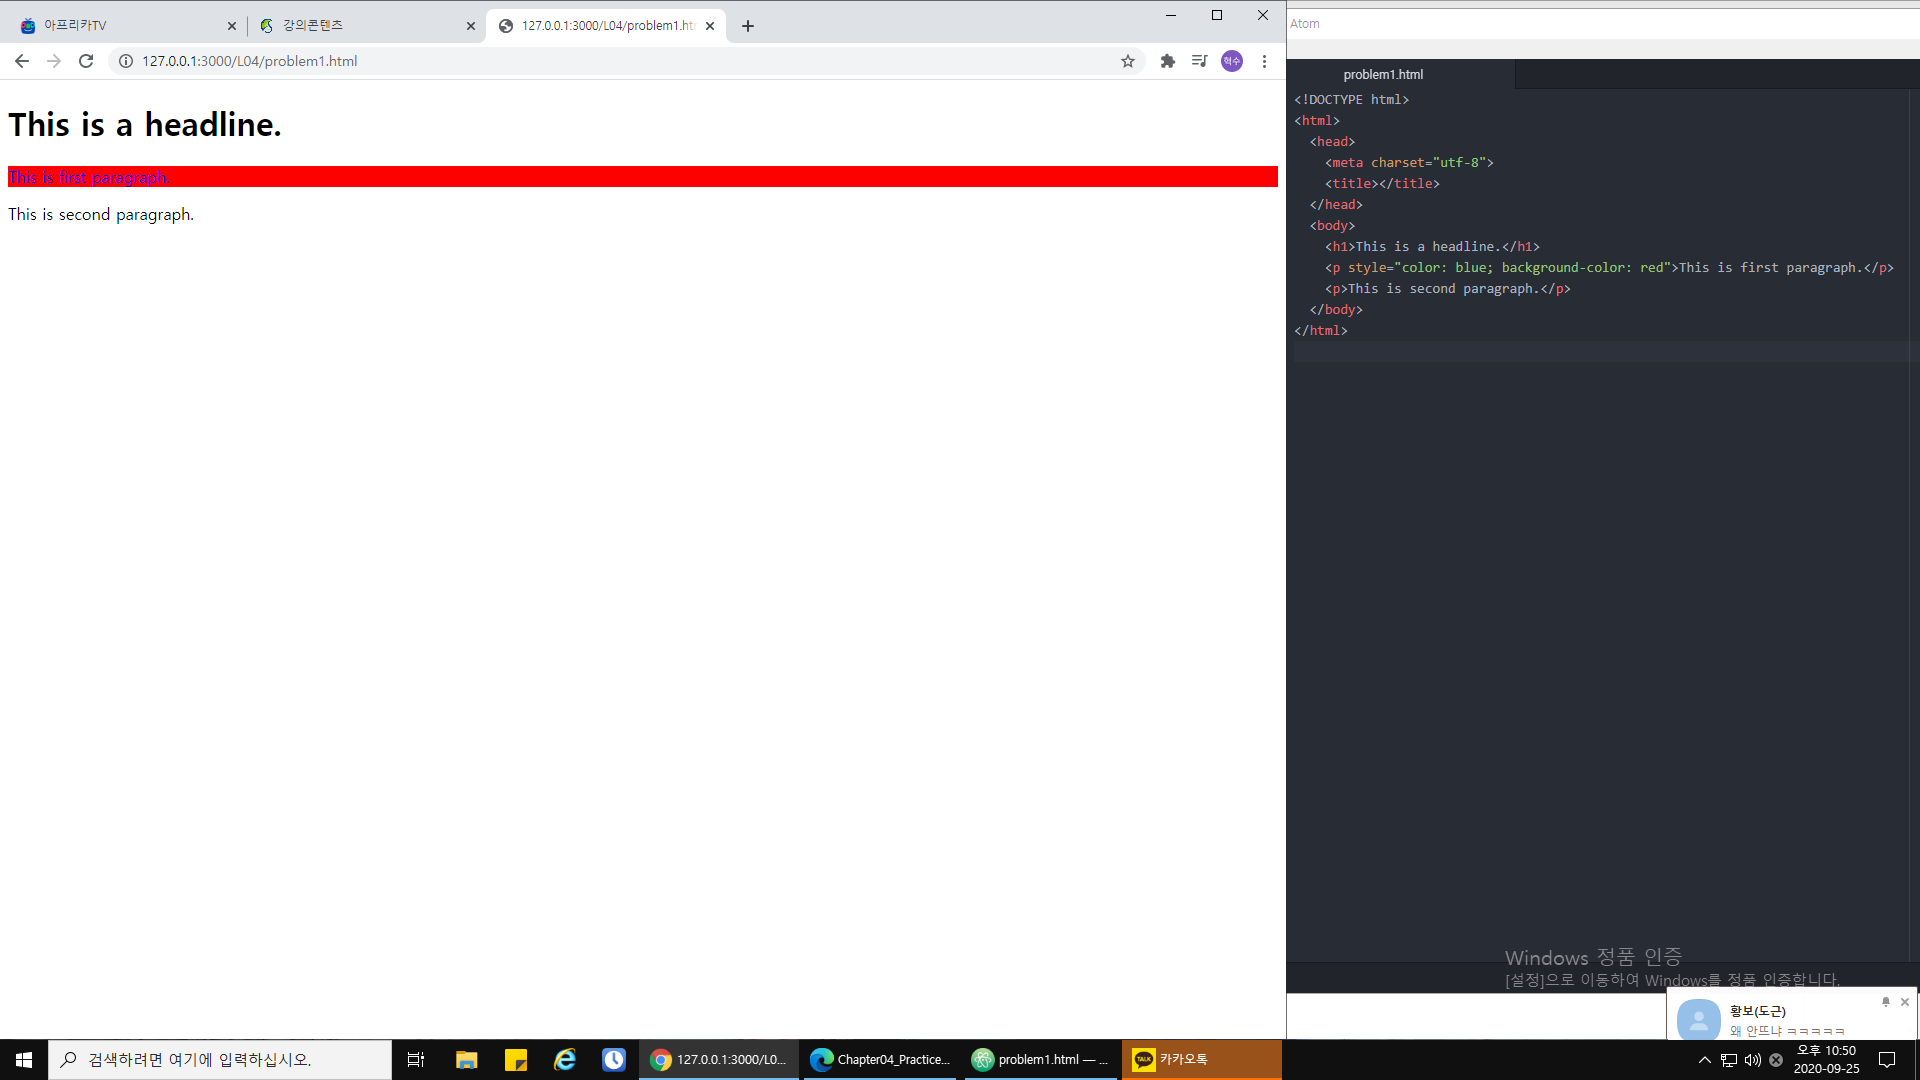 아프리카TV
강의콘텐츠
127.0.0.1:3000/L04/problem1.htm
127.0.0.1:3000/L04/problem1.html
혁수
This is a headline.
This is first paragraph.
This is second paragraph.
Atom
problem1.html
<!DOCTYPE html>
<html>
<head>
<meta charset="utf-8">
<title></title>
</head>
<body>
<h1>This is a headline.</h1>
<p style="color: blue; background-color: red">This is first paragraph.</p>
<p>This is second paragraph.</p>
</body>
</html>
Windows 정품 인증
[설정]으로 이동하여 Windows를 정품 인증합니다.
황보(도근)
왜 안뜨냐 ㅋㅋㅋㅋㅋ
검색하려면 여기에 입력하십시오.
127.0.0.1:3000/L0...
Chapter04_Practice...
problem1.html — ...
TALK
카카오톡
오후 10:50
2020-09-25